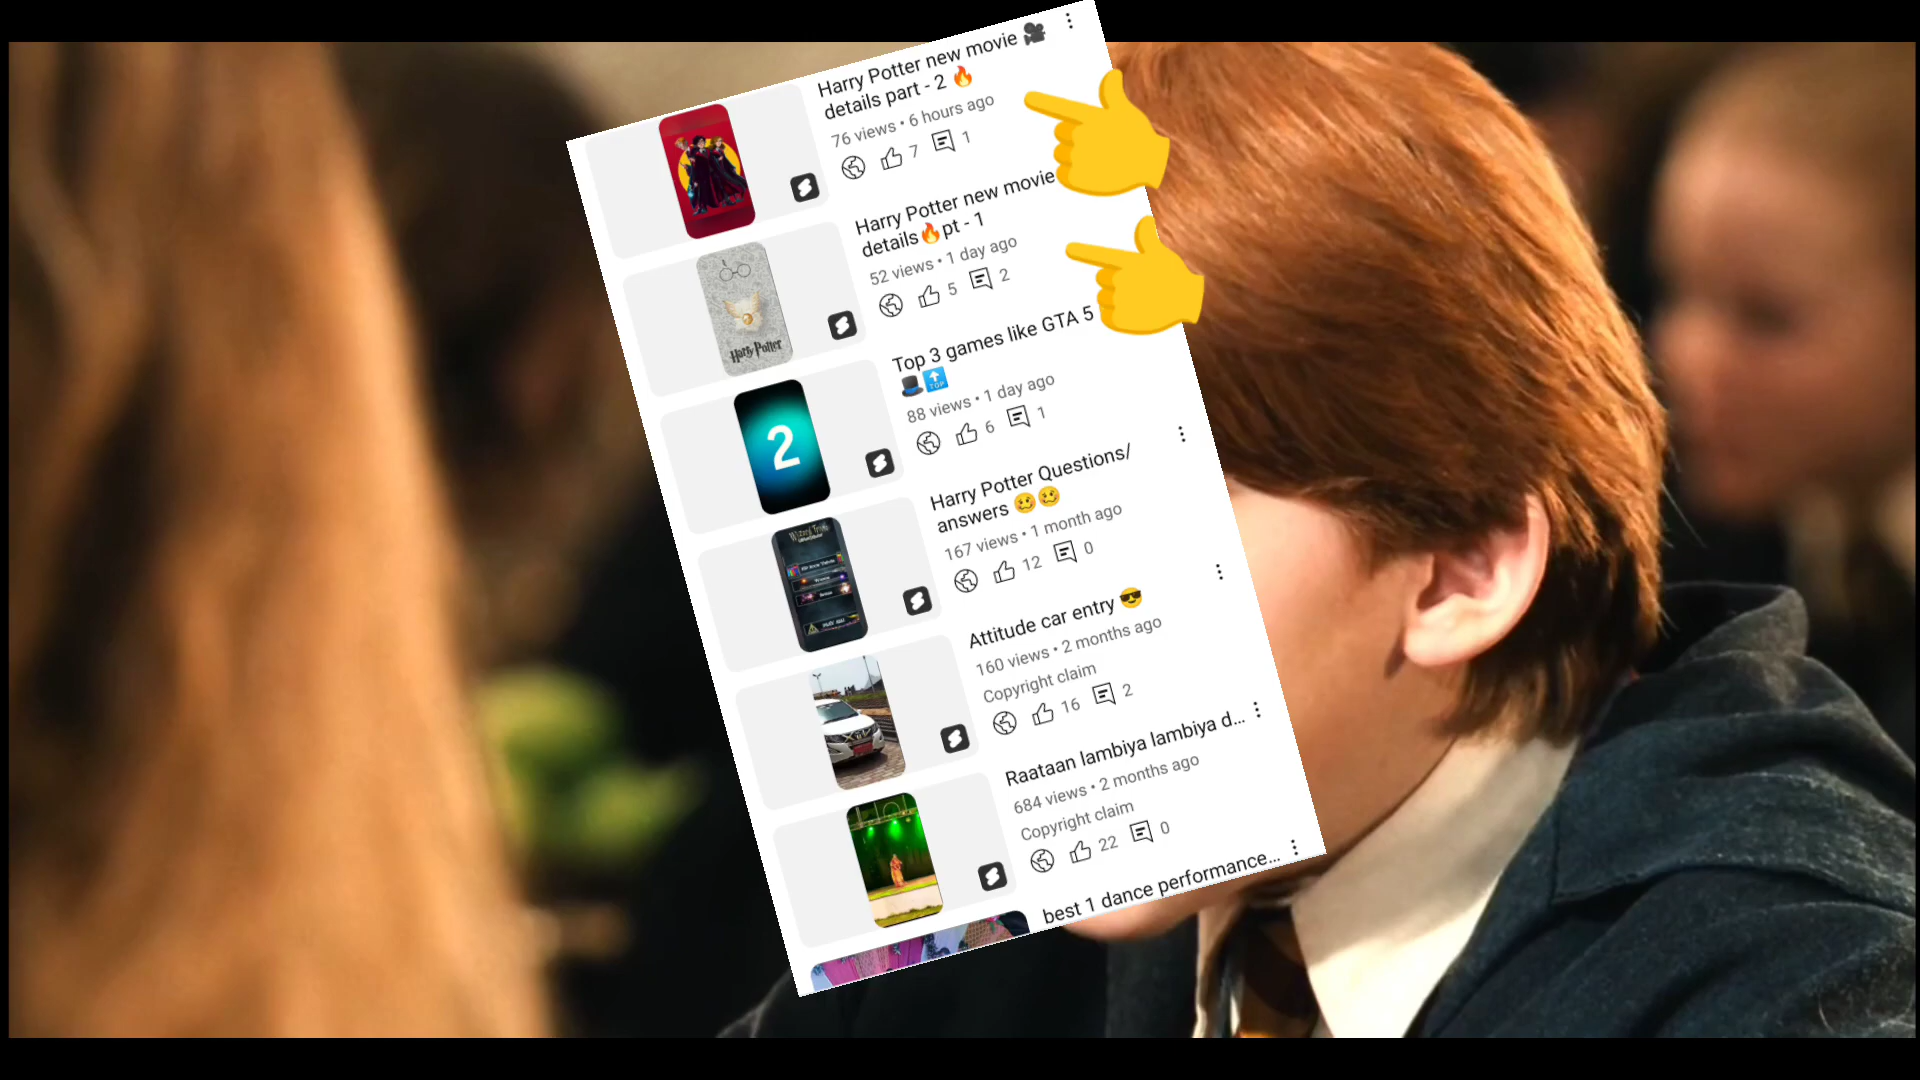 Harry Potter new movie 🎥
details part - 2 🔥
76 views • 6 hours ago
7
1
Harry Potter new movie
details🔥pt - 1
52 views • 1 day ago
5
2
Harry Potter
Top 3 games like GTA 5
🎩🔝
88 views • 1 day ago
6
1
2
Harry Potter Questions/
answers 🥴🥴
167 views • 1 month ago
12
0
Attitude car entry 😎
160 views • 2 months ago
Copyright claim
16
2
Raataan lambiya lambiya d...
684 views • 2 months ago
Copyright claim
22
0
best 1 dance performance...